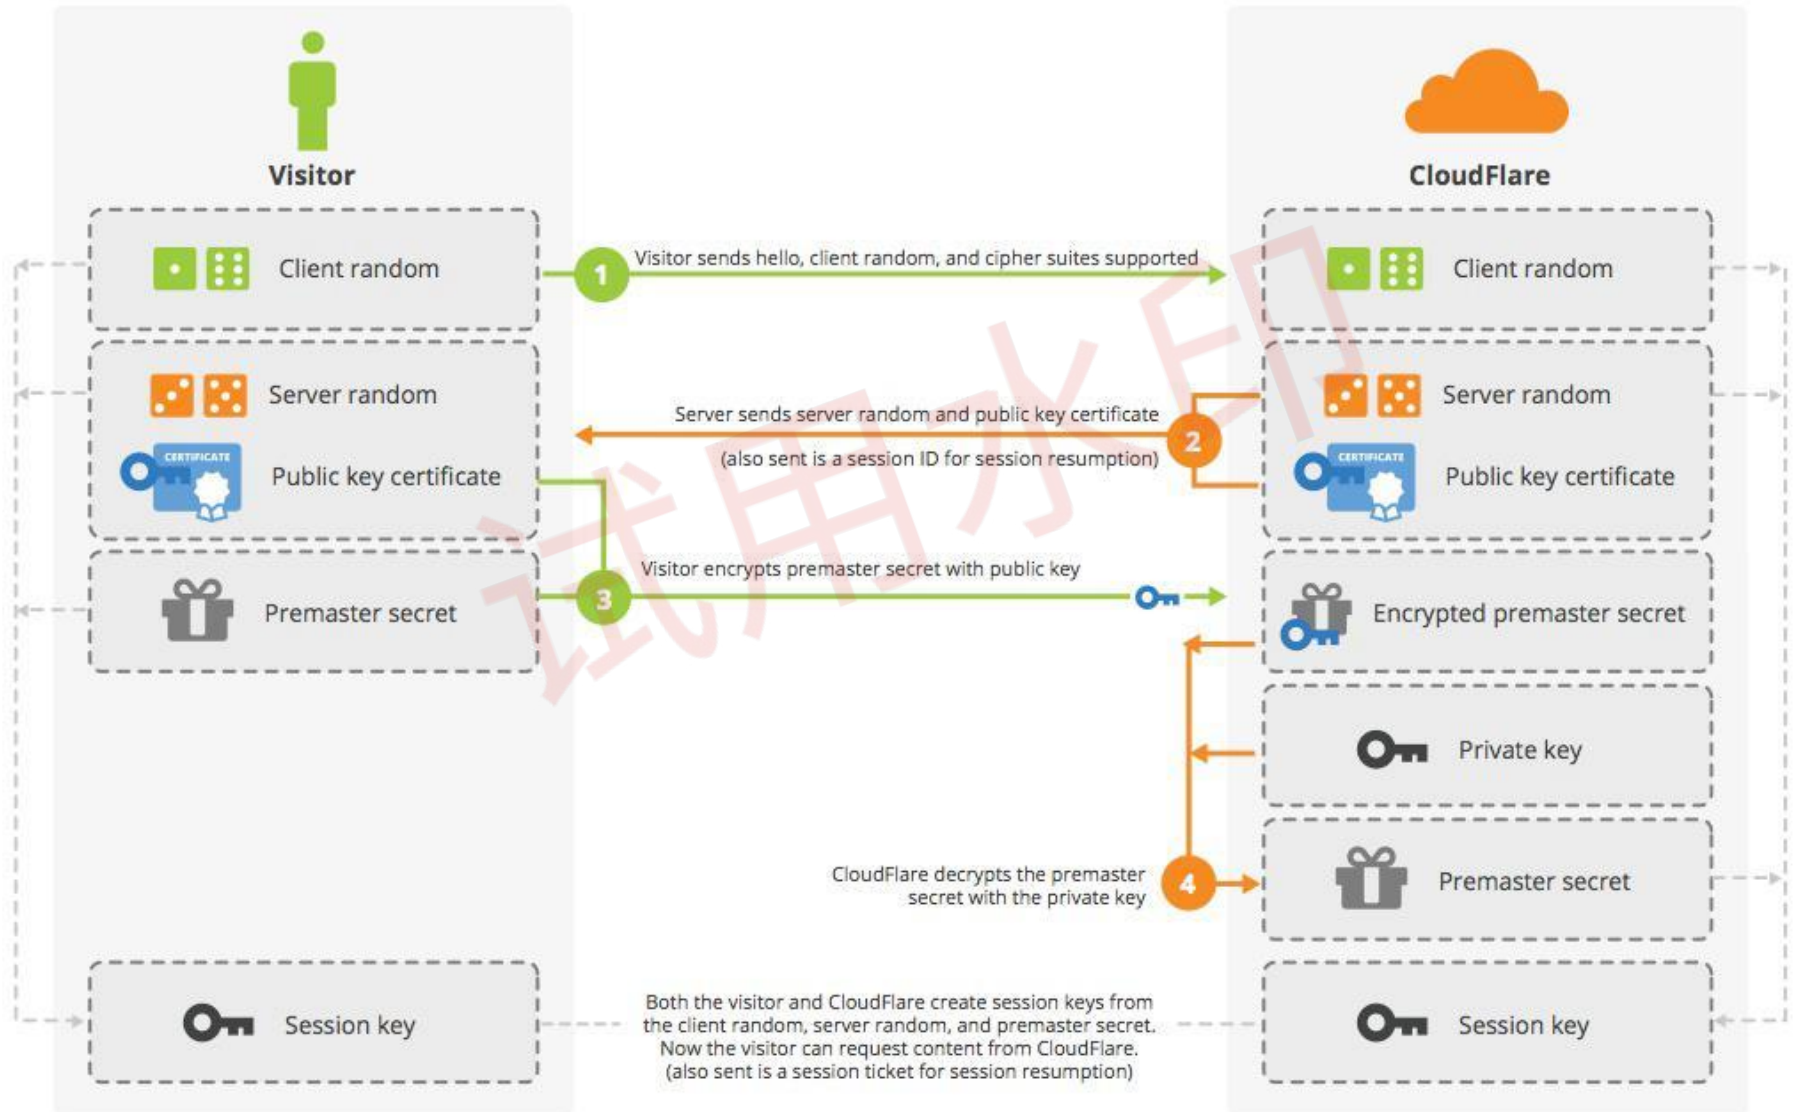 Visitor
CloudFlare
Client random
1
Visitor sends hello, client random, and cipher suites supported
Client random
Server random
CERTIFICATE
Public key certificate
Server sends server random and public key certificate
2
(also sent is a session ID for session resumption)
Server random
CERTIFICATE
Public key certificate
Premaster secret
3
Visitor encrypts premaster secret with public key
Encrypted premaster secret
Private key
CloudFlare decrypts the premaster
secret with the private key
4
Premaster secret
Session key
Both the visitor and CloudFlare create session keys from
the client random, server random, and premaster secret.
Now the visitor can request content from CloudFlare.
(also sent is a session ticket for session resumption)
Session key
试用水印